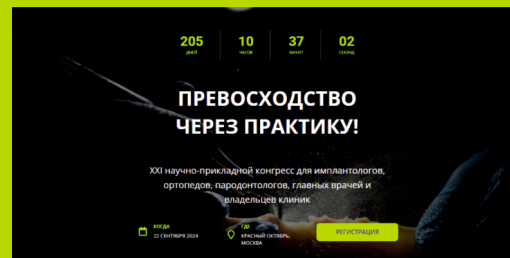 205 10 37 02
ДНЕЙ ЧАСОВ МИНУТ СЕКУНД
ПРЕВОСХОДСТВО
ЧЕРЕЗ ПРАКТИКУ!
XXI научно-прикладной конгресс для имплантологов,
ортопедов, пародонтологов, главных врачей и
владельцев клиник
КОГДА
22 СЕНТЯБРЯ 2024
ГДЕ
КРАСНЫЙ ОКТЯБРЬ,
МОСКВА
РЕГИСТРАЦИЯ